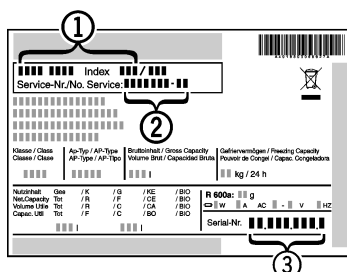 1
Index /
Service-Nr./No. Service: -
2
Klasse / Class
Classe / Clase
Ap-Typ / AP-Type
AP-Type / AP-Tipo
Bruttoinhalt / Gross Capacity
Volume Brut / Capacidad Bruta
Gefriervermögen / Freezing Capacity
Pouvoir de Congel / Capac. Congeladora
kg / 24 h
Nutzinhalt Ges / K / G / KE / BIO
Net.Capacity Tot / R / F / CE / BIO
Volume Utile Tot / R / C / CA / BIO
Capac. Util Tot / F / C / BO / BIO
l l
R 600a: g
W A AC - V HZ
Serial-Nr.
3